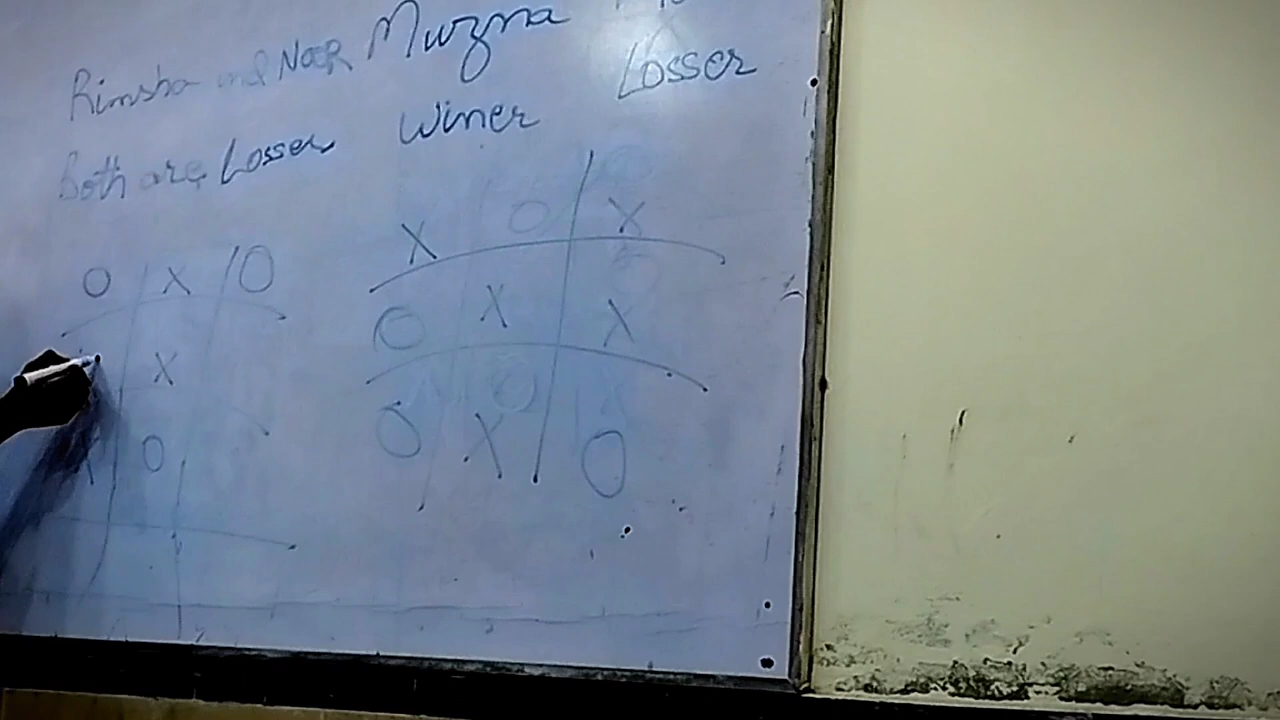 Rimsha and Noor Muzna
both are Losser Winer Losser
X O X
O X O
O X X
X
O X O
X O